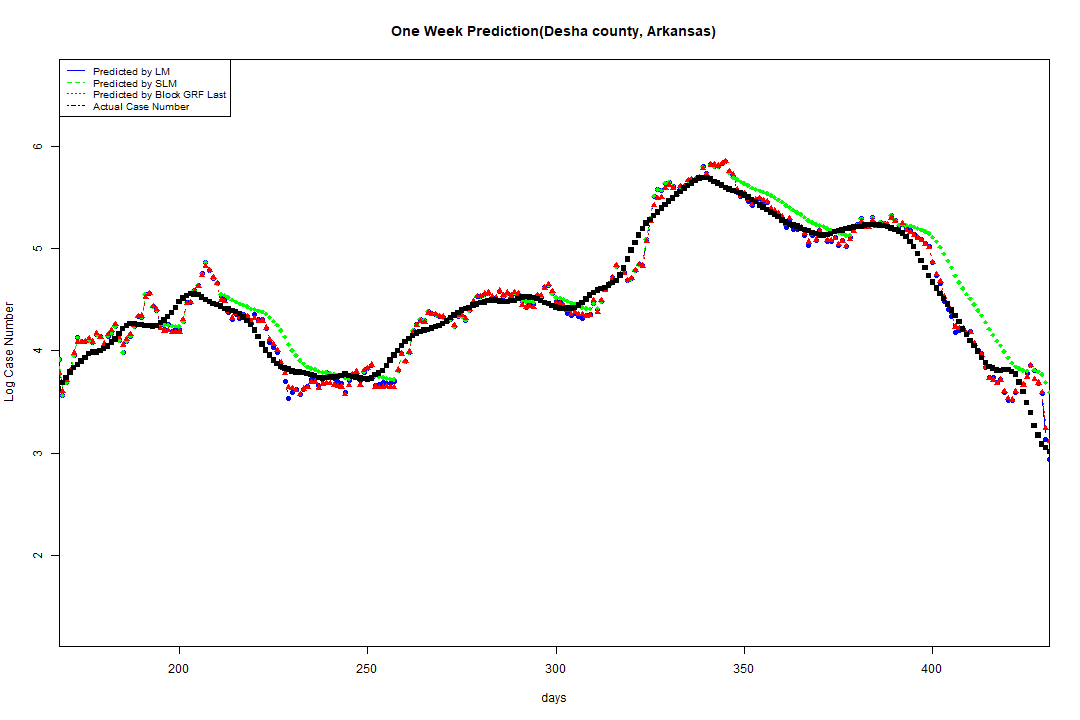 One Week Prediction(Desha county, Arkansas)
Predicted by LM
Predicted by SLM
Predicted by Block GRF Last
Actual Case Number
Log Case Number
6
5
4
3
2
200 250 300 350 400
days